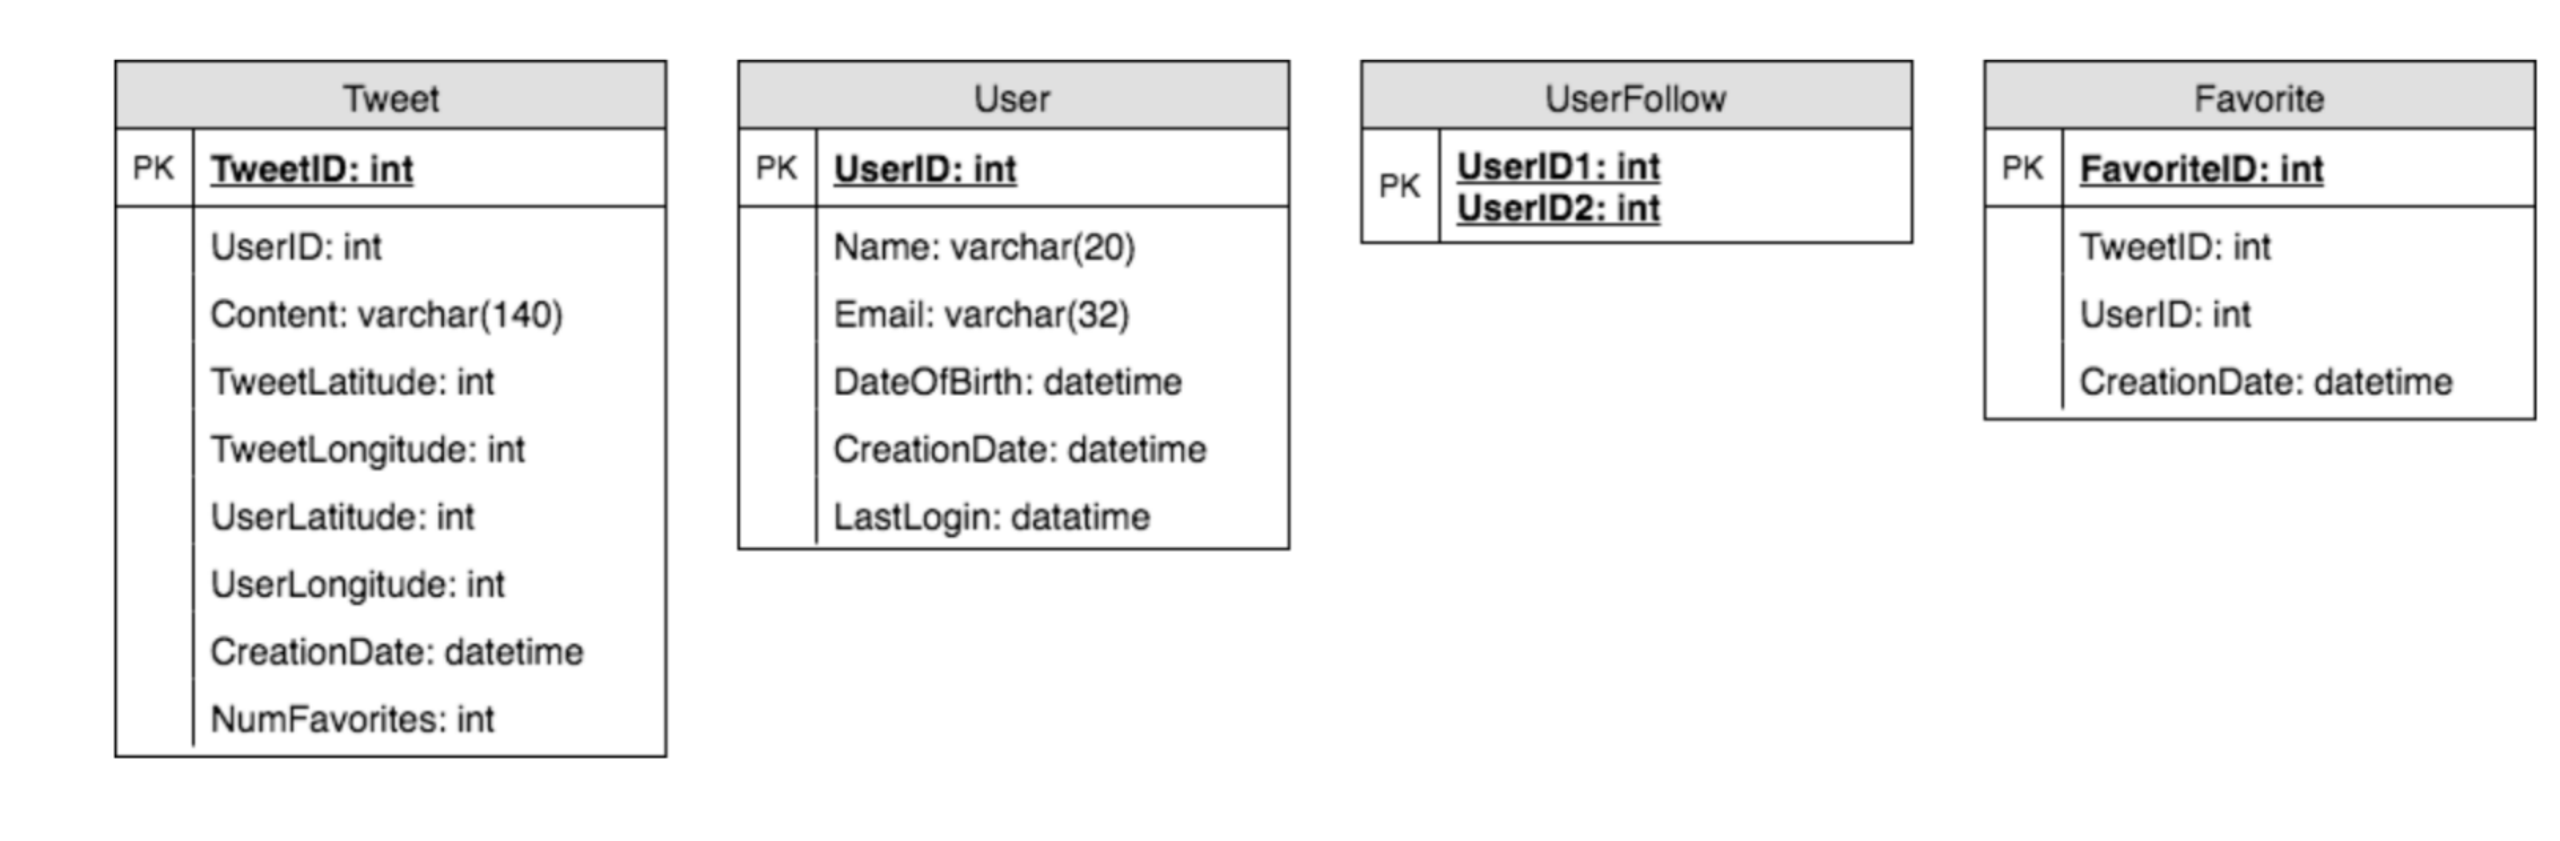 Tweet
PK TweetID: int
UserID: int
Content: varchar(140)
TweetLatitude: int
TweetLongitude: int
UserLatitude: int
UserLongitude: int
CreationDate: datetime
NumFavorites: int
User
PK UserID: int
Name: varchar(20)
Email: varchar(32)
DateOfBirth: datetime
CreationDate: datetime
LastLogin: datatime
UserFollow
PK UserID1: int
UserID2: int
Favorite
PK FavoriteID: int
TweetID: int
UserID: int
CreationDate: datetime